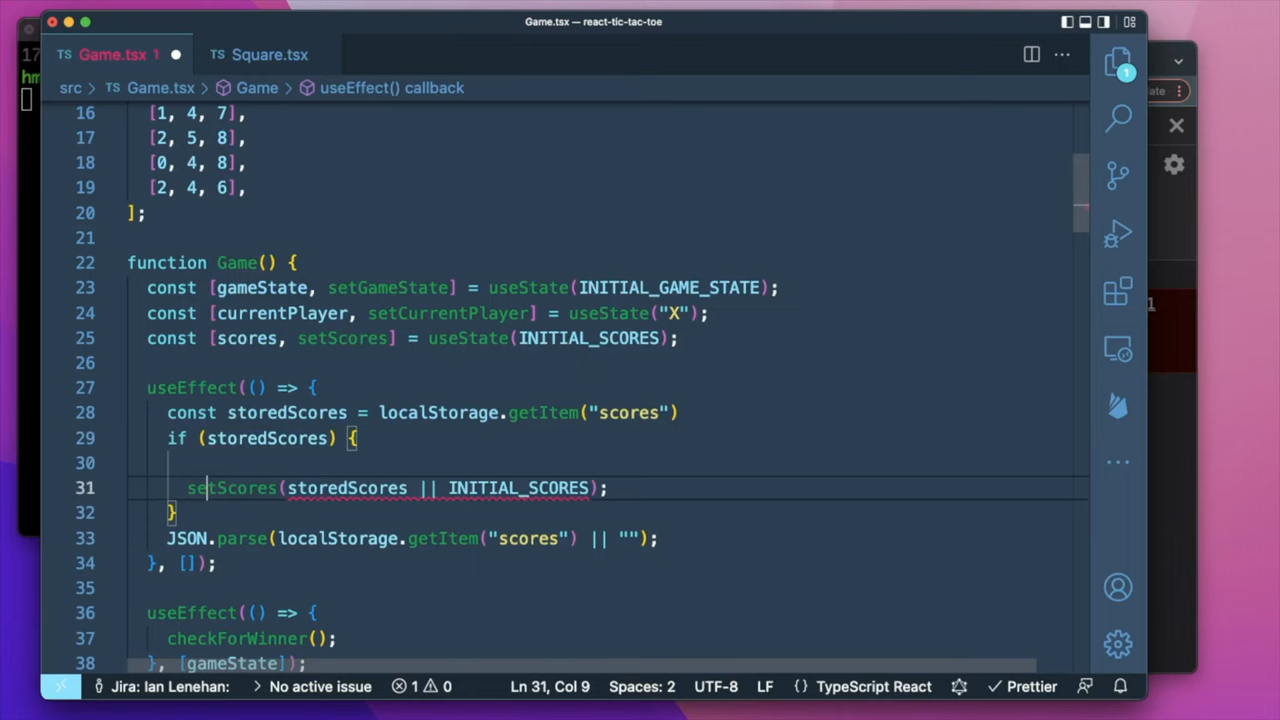 Game.tsx — react-tic-tac-toe
TS Game.tsx 1
TS Square.tsx
src > TS Game.tsx > Game > useEffect() callback
1
17
hm
ate
1
16 [1, 4, 7],
17 [2, 5, 8],
18 [0, 4, 8],
19 [2, 4, 6],
20 ];
21
22 function Game() {
23 const [gameState, setGameState] = useState(INITIAL_GAME_STATE);
24 const [currentPlayer, setCurrentPlayer] = useState("X");
25 const [scores, setScores] = useState(INITIAL_SCORES);
26
27 useEffect(() => {
28 const storedScores = localStorage.getItem("scores")
29 if (storedScores) {
30
31 setScores(storedScores || INITIAL_SCORES);
32 }
33 JSON.parse(localStorage.getItem("scores") || "");
34 }, []);
35
36 useEffect(() => {
37 checkForWinner();
38 }, [gameState]);
Jira: Ian Lenehan: > No active issue 1 0 Ln 31, Col 9 Spaces: 2 UTF-8 LF {} TypeScript React Prettier